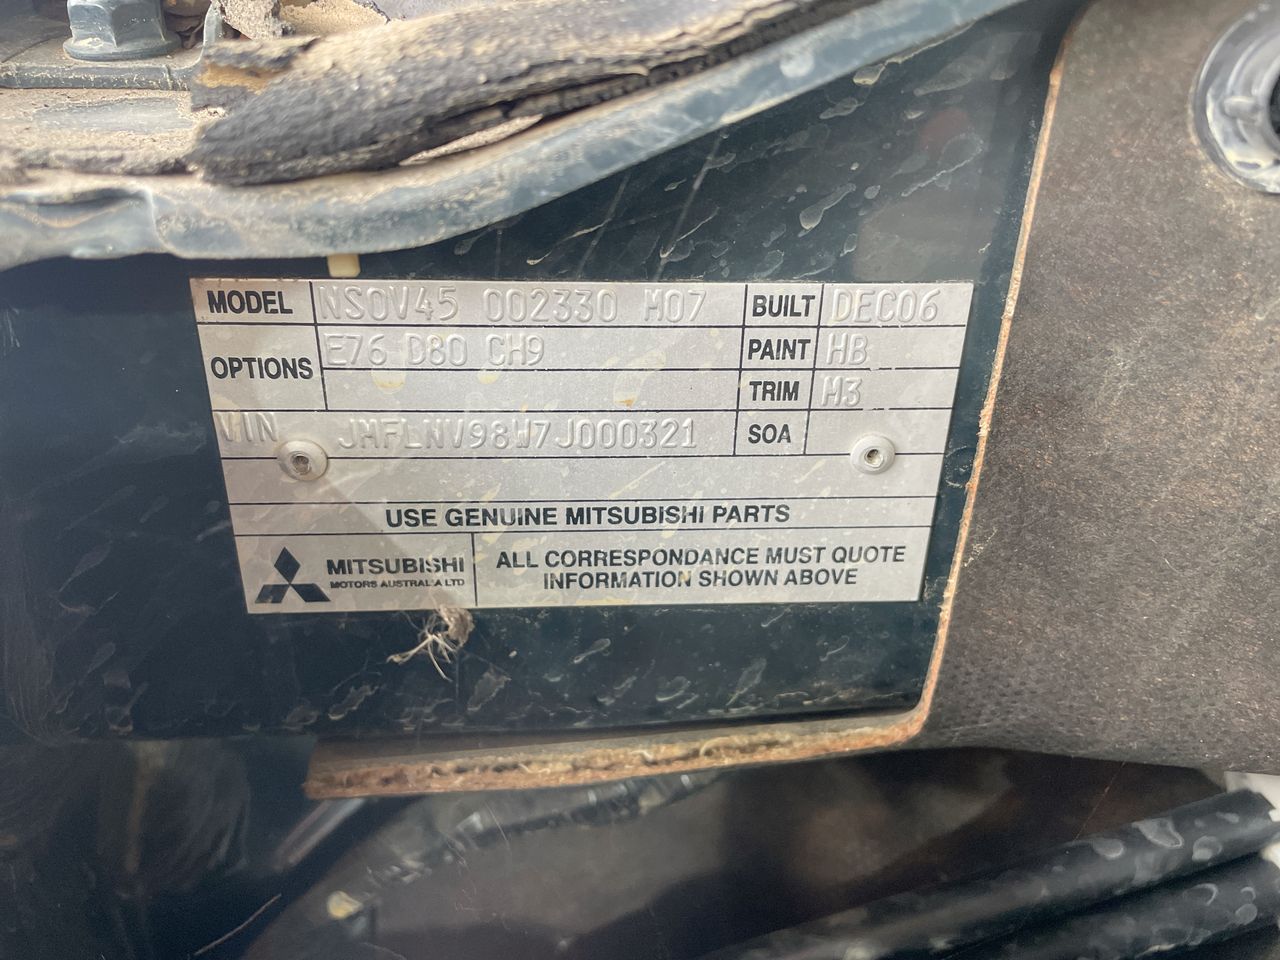 MODEL NS0V45 002330 M07 BUILT DEC06
OPTIONS E76 D80 CH9 PAINT HB
TRIM M3
VIN JMFLNV98W7J000321 SOA
USE GENUINE MITSUBISHI PARTS
MITSUBISHI
MOTORS AUSTRALIA LTD
ALL CORRESPONDANCE MUST QUOTE
INFORMATION SHOWN ABOVE